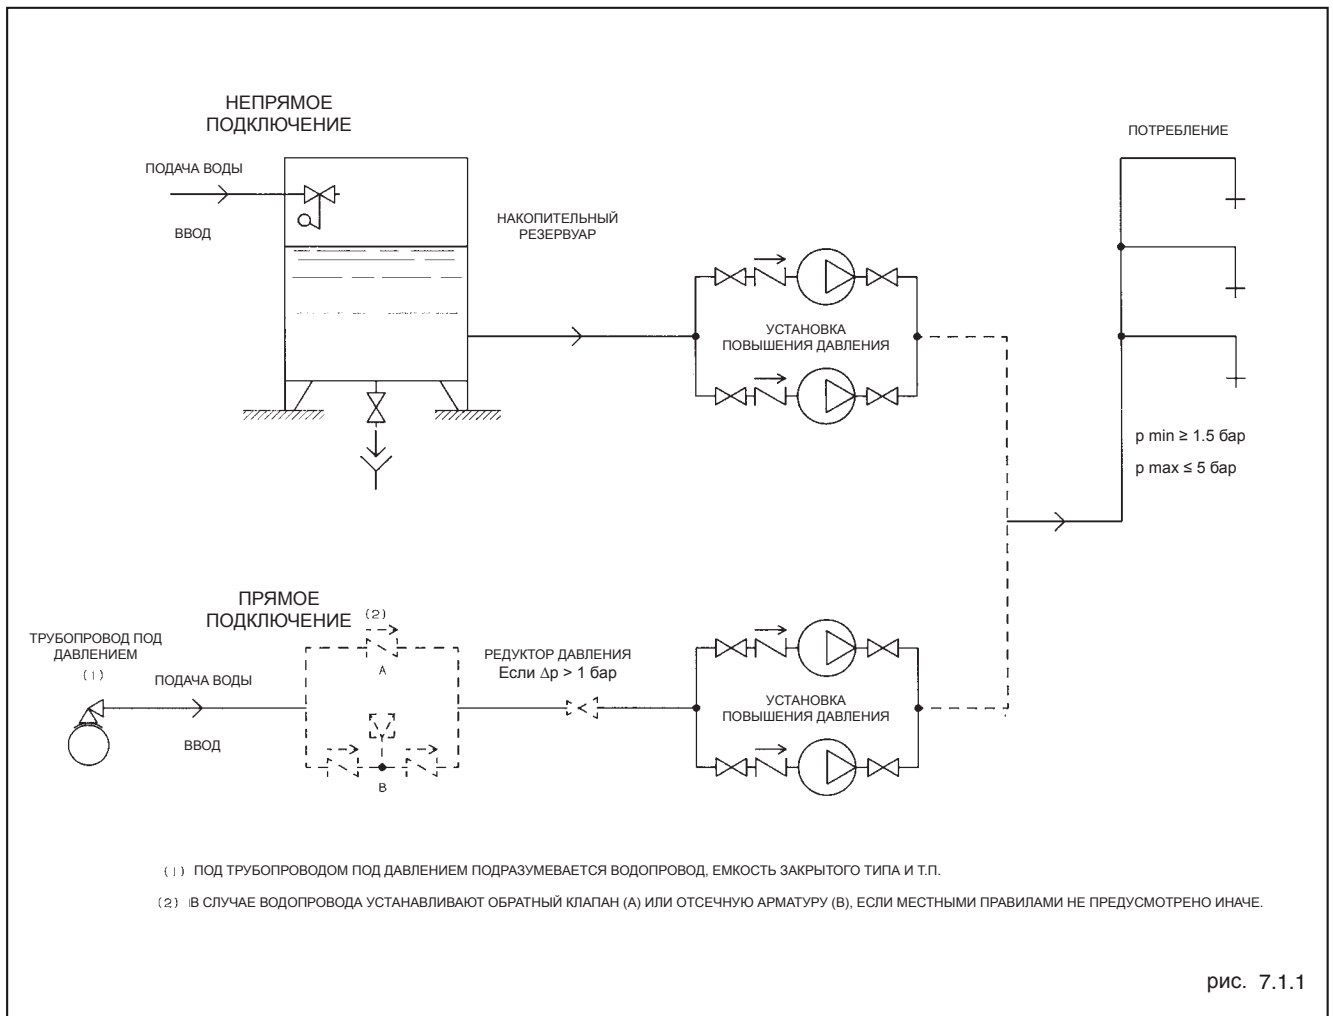 НЕПРЯМОЕ
ПОДКЛЮЧЕНИЕ
ПОДАЧА ВОДЫ
ВВОД
НАКОПИТЕЛЬНЫЙ
РЕЗЕРВУАР
УСТАНОВКА
ПОВЫШЕНИЯ ДАВЛЕНИЯ
ПОТРЕБЛЕНИЕ
p min ≥ 1.5 бар
p max ≤ 5 бар
ПРЯМОЕ
ПОДКЛЮЧЕНИЕ
(2)
A
B
ТРУБОПРОВОД ПОД
ДАВЛЕНИЕМ
(1)
ПОДАЧА ВОДЫ
ВВОД
РЕДУКТОР ДАВЛЕНИЯ
Если Δp > 1 бар
УСТАНОВКА
ПОВЫШЕНИЯ ДАВЛЕНИЯ
(1) ПОД ТРУБОПРОВОДОМ ПОД ДАВЛЕНИЕМ ПОДРАЗУМЕВАЕТСЯ ВОДОПРОВОД, ЕМКОСТЬ ЗАКРЫТОГО ТИПА И Т.П.
(2) В СЛУЧАЕ ВОДОПРОВОДА УСТАНАВЛИВАЮТ ОБРАТНЫЙ КЛАПАН (A) ИЛИ ОТСЕЧНУЮ АРМАТУРУ (B), ЕСЛИ МЕСТНЫМИ ПРАВИЛАМИ НЕ ПРЕДУСМОТРЕНО ИНАЧЕ.
рис. 7.1.1